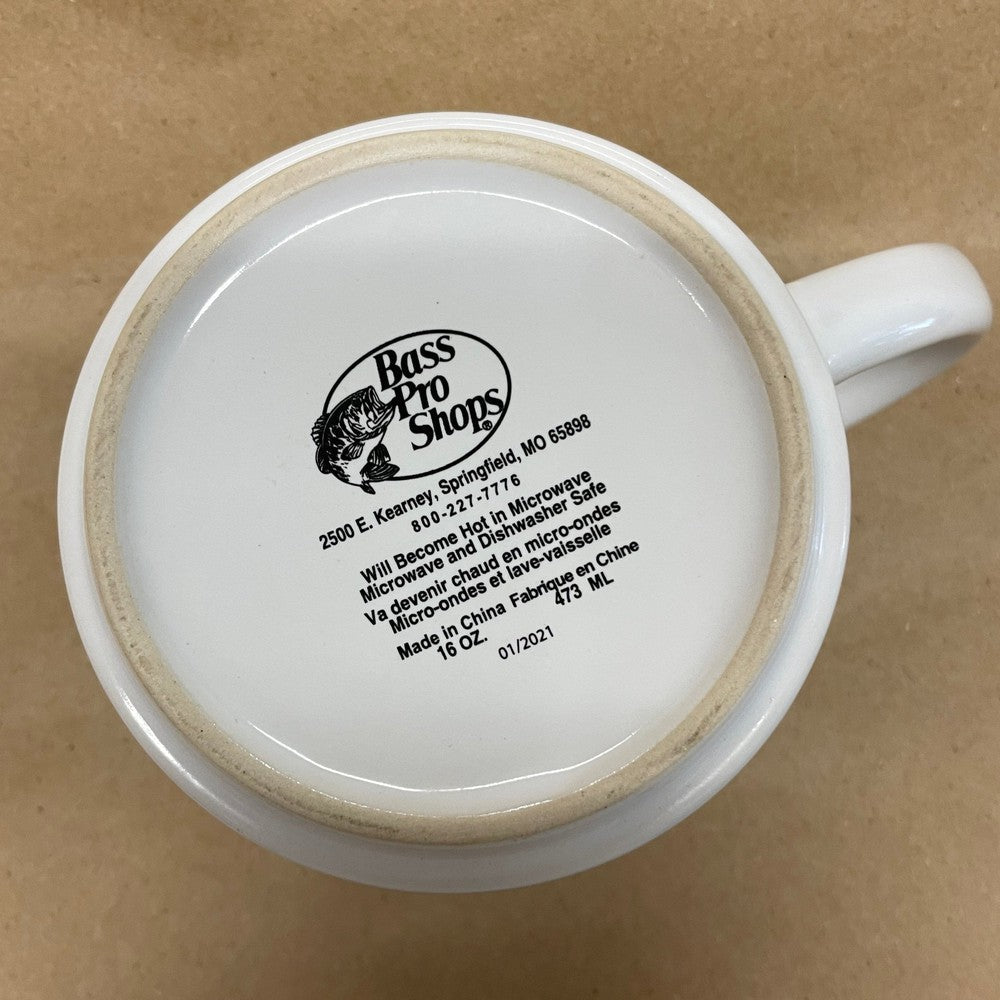 Bass
Pro
Shops®
2500 E. Kearney, Springfield, MO 65898
800-227-7776
Will Become Hot in Microwave
Microwave and Dishwasher Safe
Va devenir chaud en micro-ondes
Micro-ondes et lave-vaisselle
Made in China Fabrique en Chine
16 OZ. 473 ML
01/2021